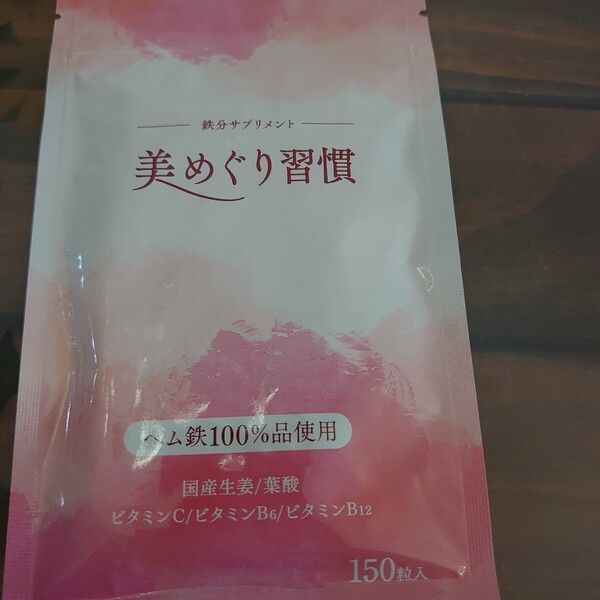 鉄分サプリメント
美めぐり習慣
ヘム鉄100%品使用
国産生姜/葉酸
ビタミンC/ビタミンB6/ビタミンB12
150粒入